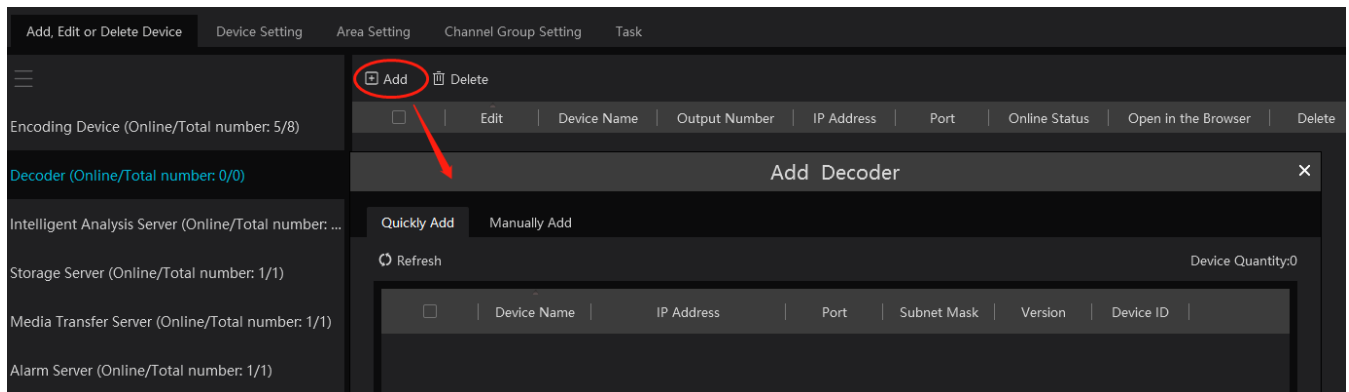 Add, Edit or Delete Device Device Setting Area Setting Channel Group Setting Task
Add Delete
Edit Device Name Output Number IP Address Port Online Status Open in the Browser Delete
Encoding Device (Online/Total number: 5/8)
Decoder (Online/Total number: 0/0)
Add Decoder
Intelligent Analysis Server (Online/Total number: ...
Quickly Add Manually Add
Refresh Device Quantity:0
Storage Server (Online/Total number: 1/1)
Device Name IP Address Port Subnet Mask Version Device ID
Media Transfer Server (Online/Total number: 1/1)
Alarm Server (Online/Total number: 1/1)